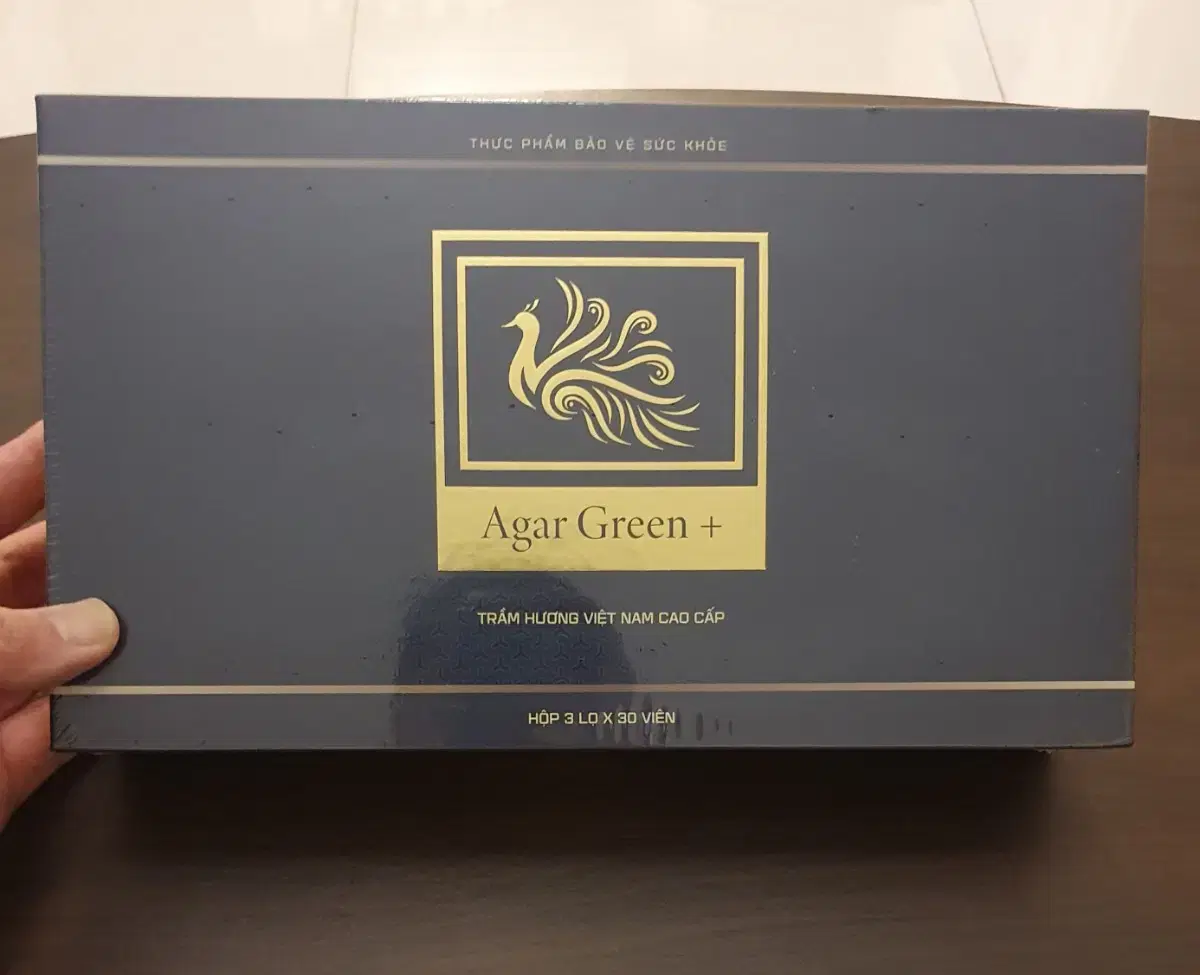 THỰC PHẨM BẢO VỆ SỨC KHỎE
Agar Green +
TRẦM HƯƠNG VIỆT NAM CAO CẤP
HỘP 3 LỌ X 30 VIÊN